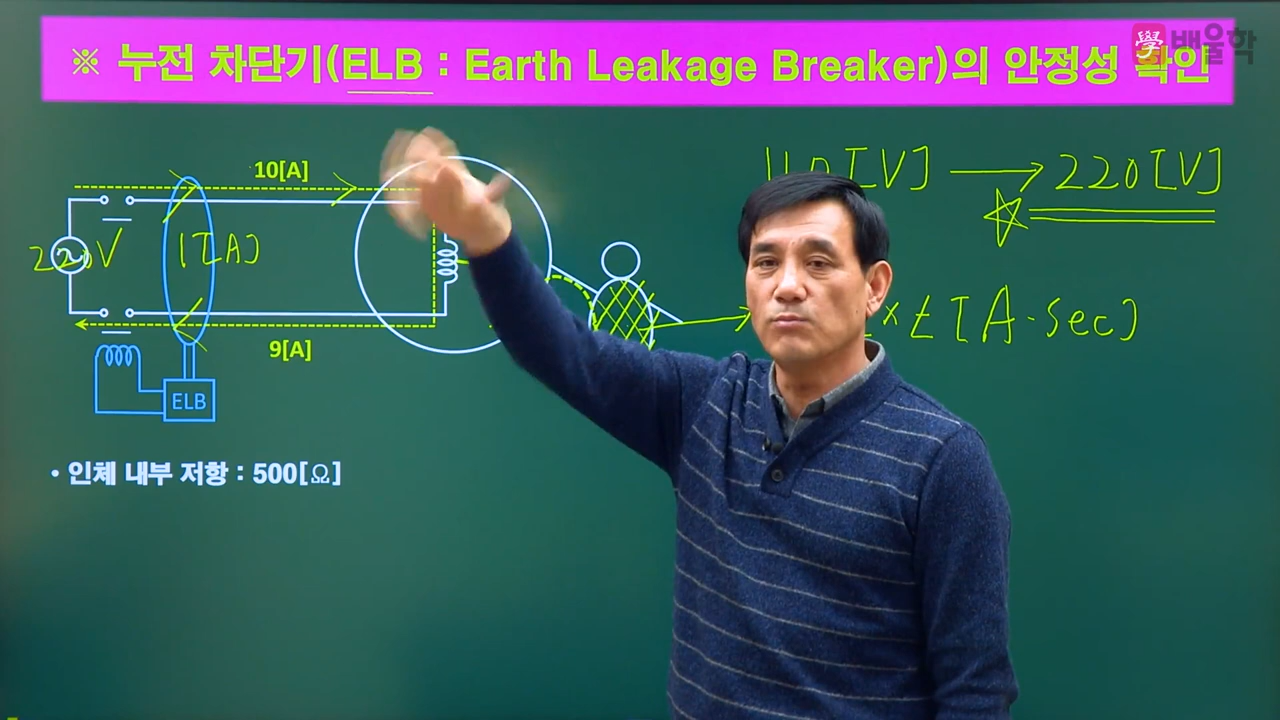 ※ 누전 차단기(ELB : Earth Leakage Breaker)의 안정성 확인
學 배울학
10[A]
110[V] → 220[V]
220V
1[A]
×t [A·sec]
9[A]
ELB
• 인체 내부 저항 : 500[Ω]